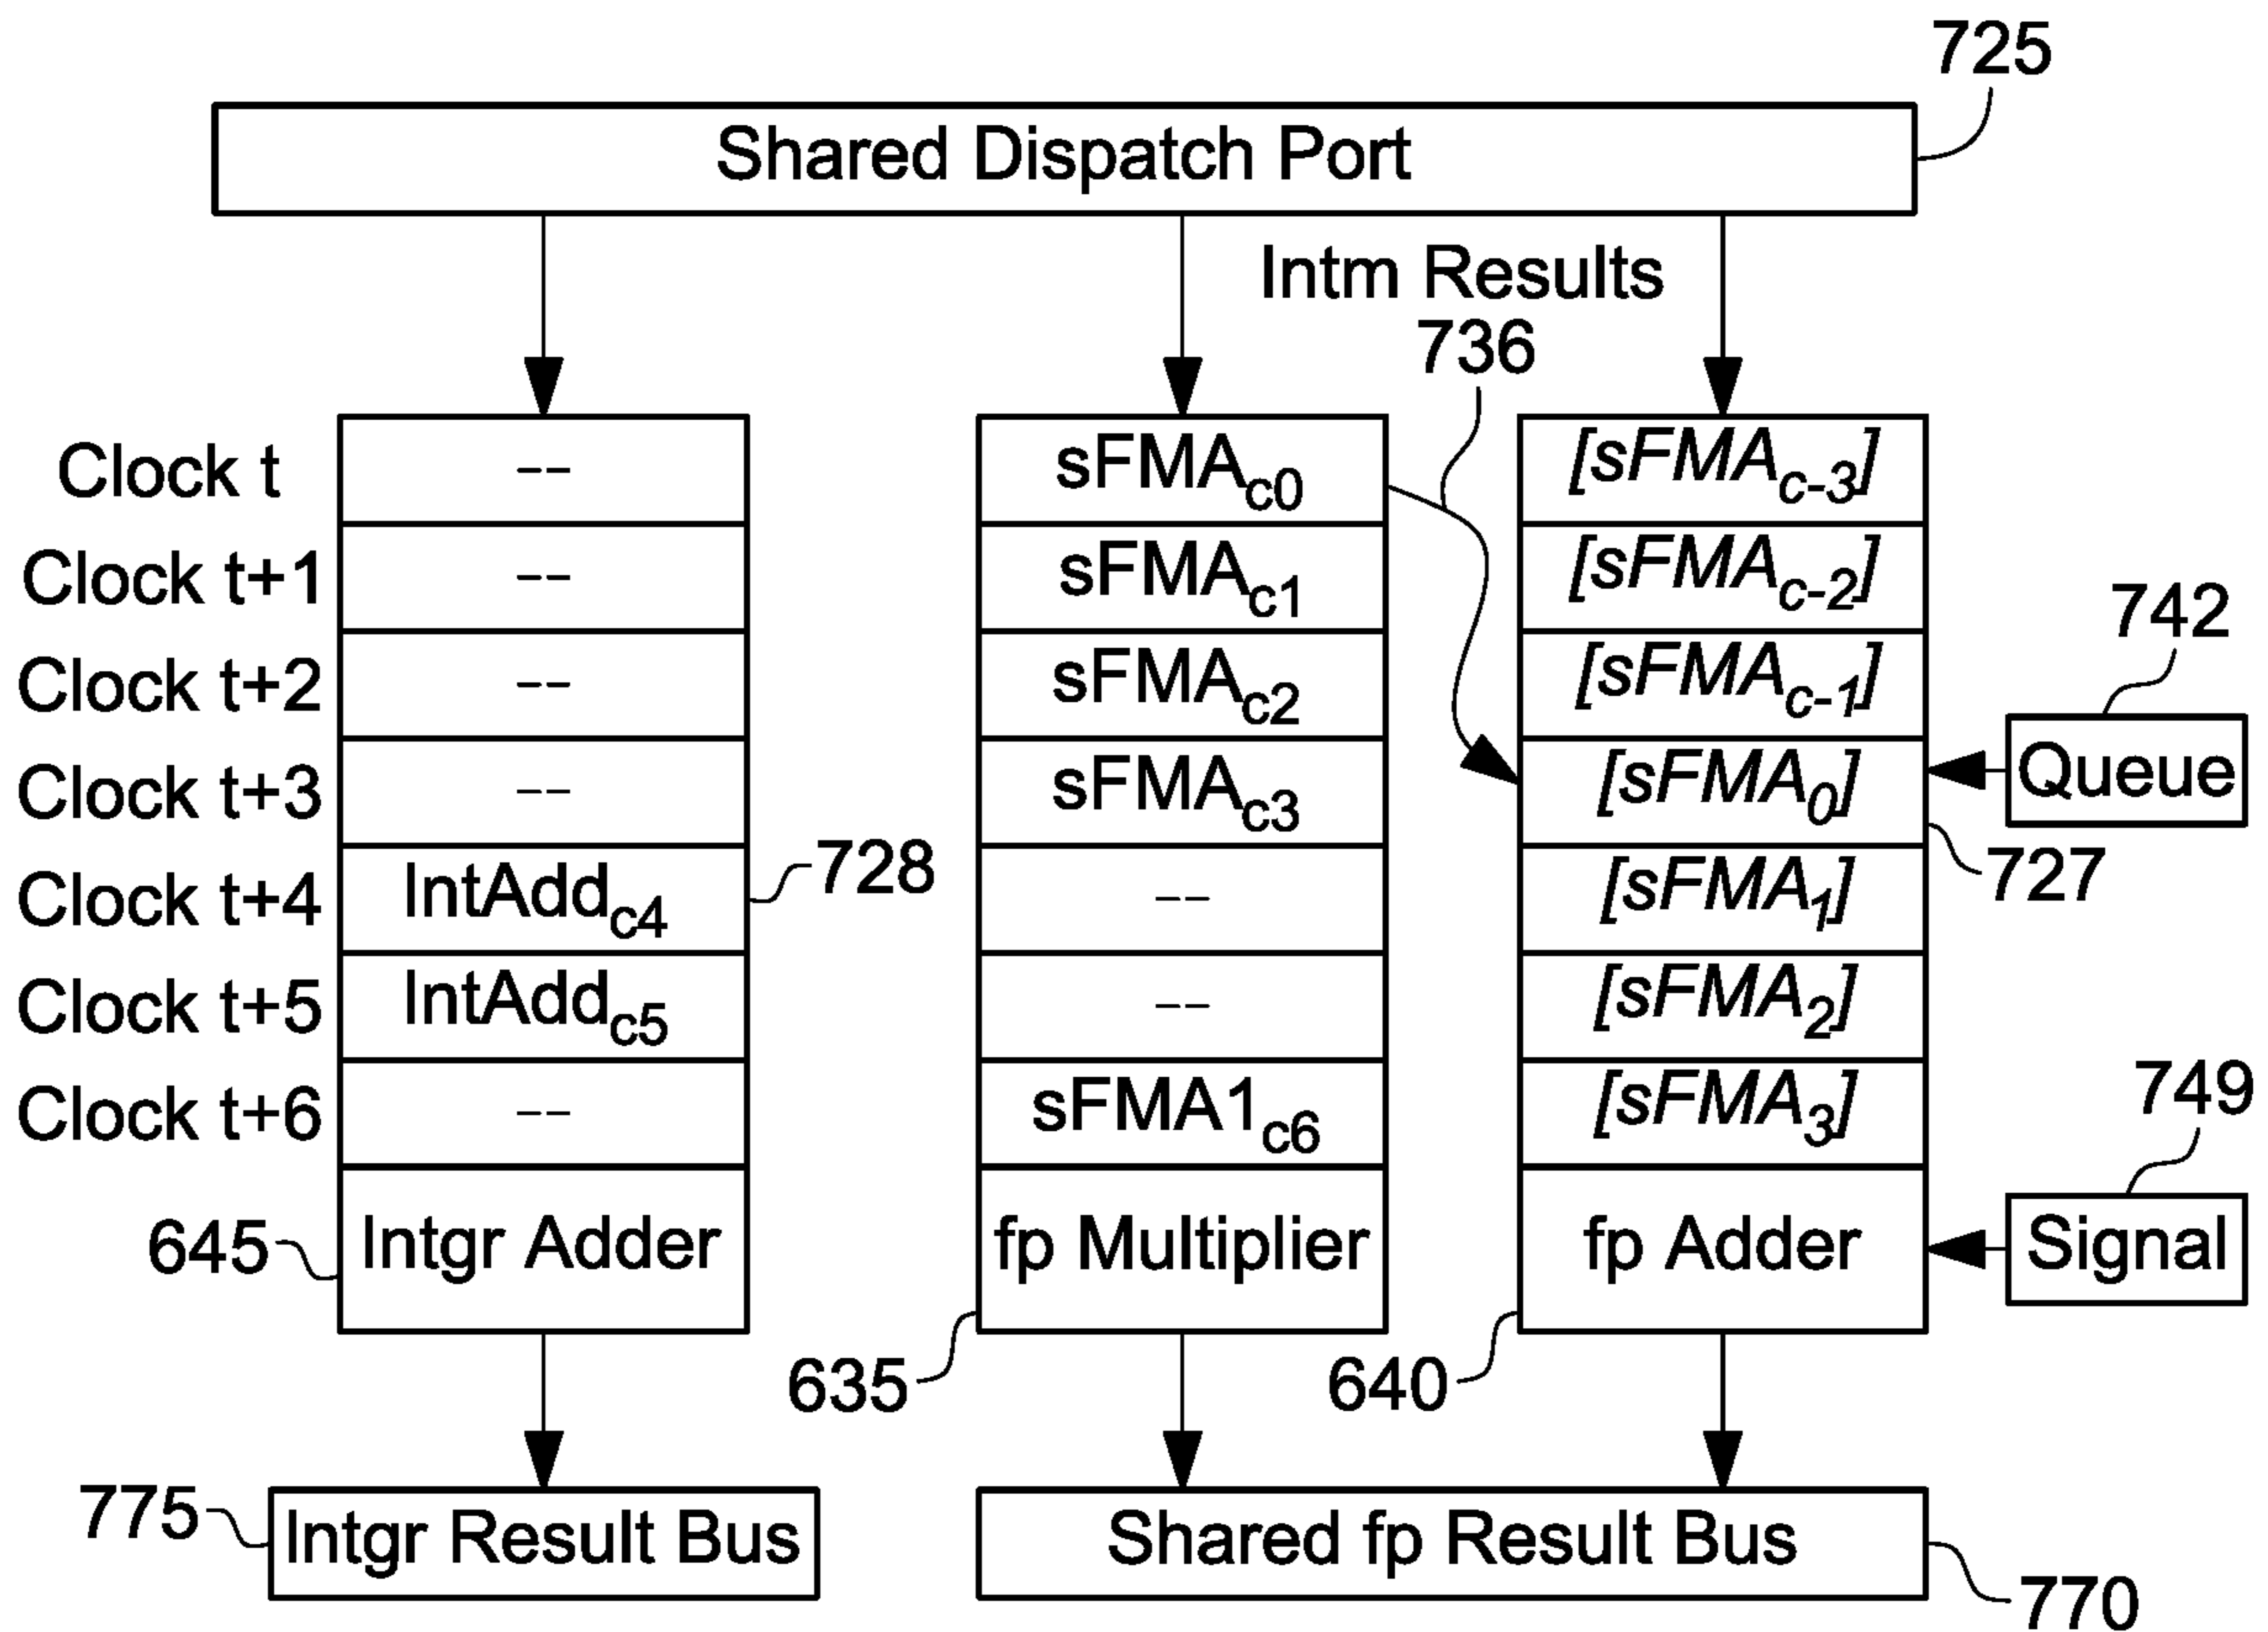 725
Shared Dispatch Port
Intm Results
736
Clock t -- sFMAc0 [sFMAc-3]
Clock t+1 -- sFMAc1 [sFMAc-2]
742
Clock t+2 -- sFMAc2 [sFMAc-1]
Clock t+3 -- sFMAc3 [sFMA0] Queue
Clock t+4 IntAddc4 728 -- [sFMA1] 727
Clock t+5 IntAddc5 -- [sFMA2]
749
Clock t+6 -- sFMA1c6 [sFMA3]
645 Intgr Adder fp Multiplier fp Adder Signal
635 640
775 Intgr Result Bus Shared fp Result Bus
770